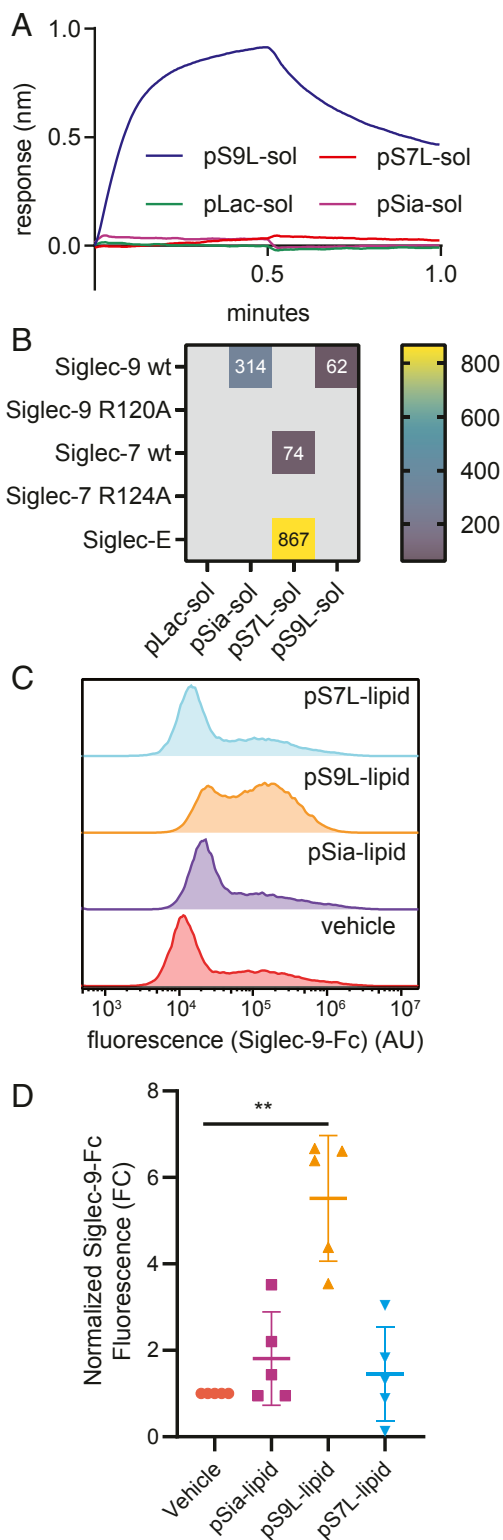 A
response (nm)
1.0
0.5
0.0
pS9L-sol
pS7L-sol
pLac-sol
pSia-sol
0.5
1.0
minutes
B
Siglec-9 wt
314
62
Siglec-9 R120A
Siglec-7 wt
74
Siglec-7 R124A
Siglec-E
867
pLac-sol
pSia-sol
pS7L-sol
pS9L-sol
800
600
400
200
C
pS7L-lipid
pS9L-lipid
pSia-lipid
vehicle
10³
10⁴
10⁵
10⁶
10⁷
fluorescence (Siglec-9-Fc) (AU)
D
Normalized Siglec-9-Fc
Fluorescence (FC)
8
6
4
2
0
**
Vehicle
pSia-lipid
pS9L-lipid
pS7L-lipid